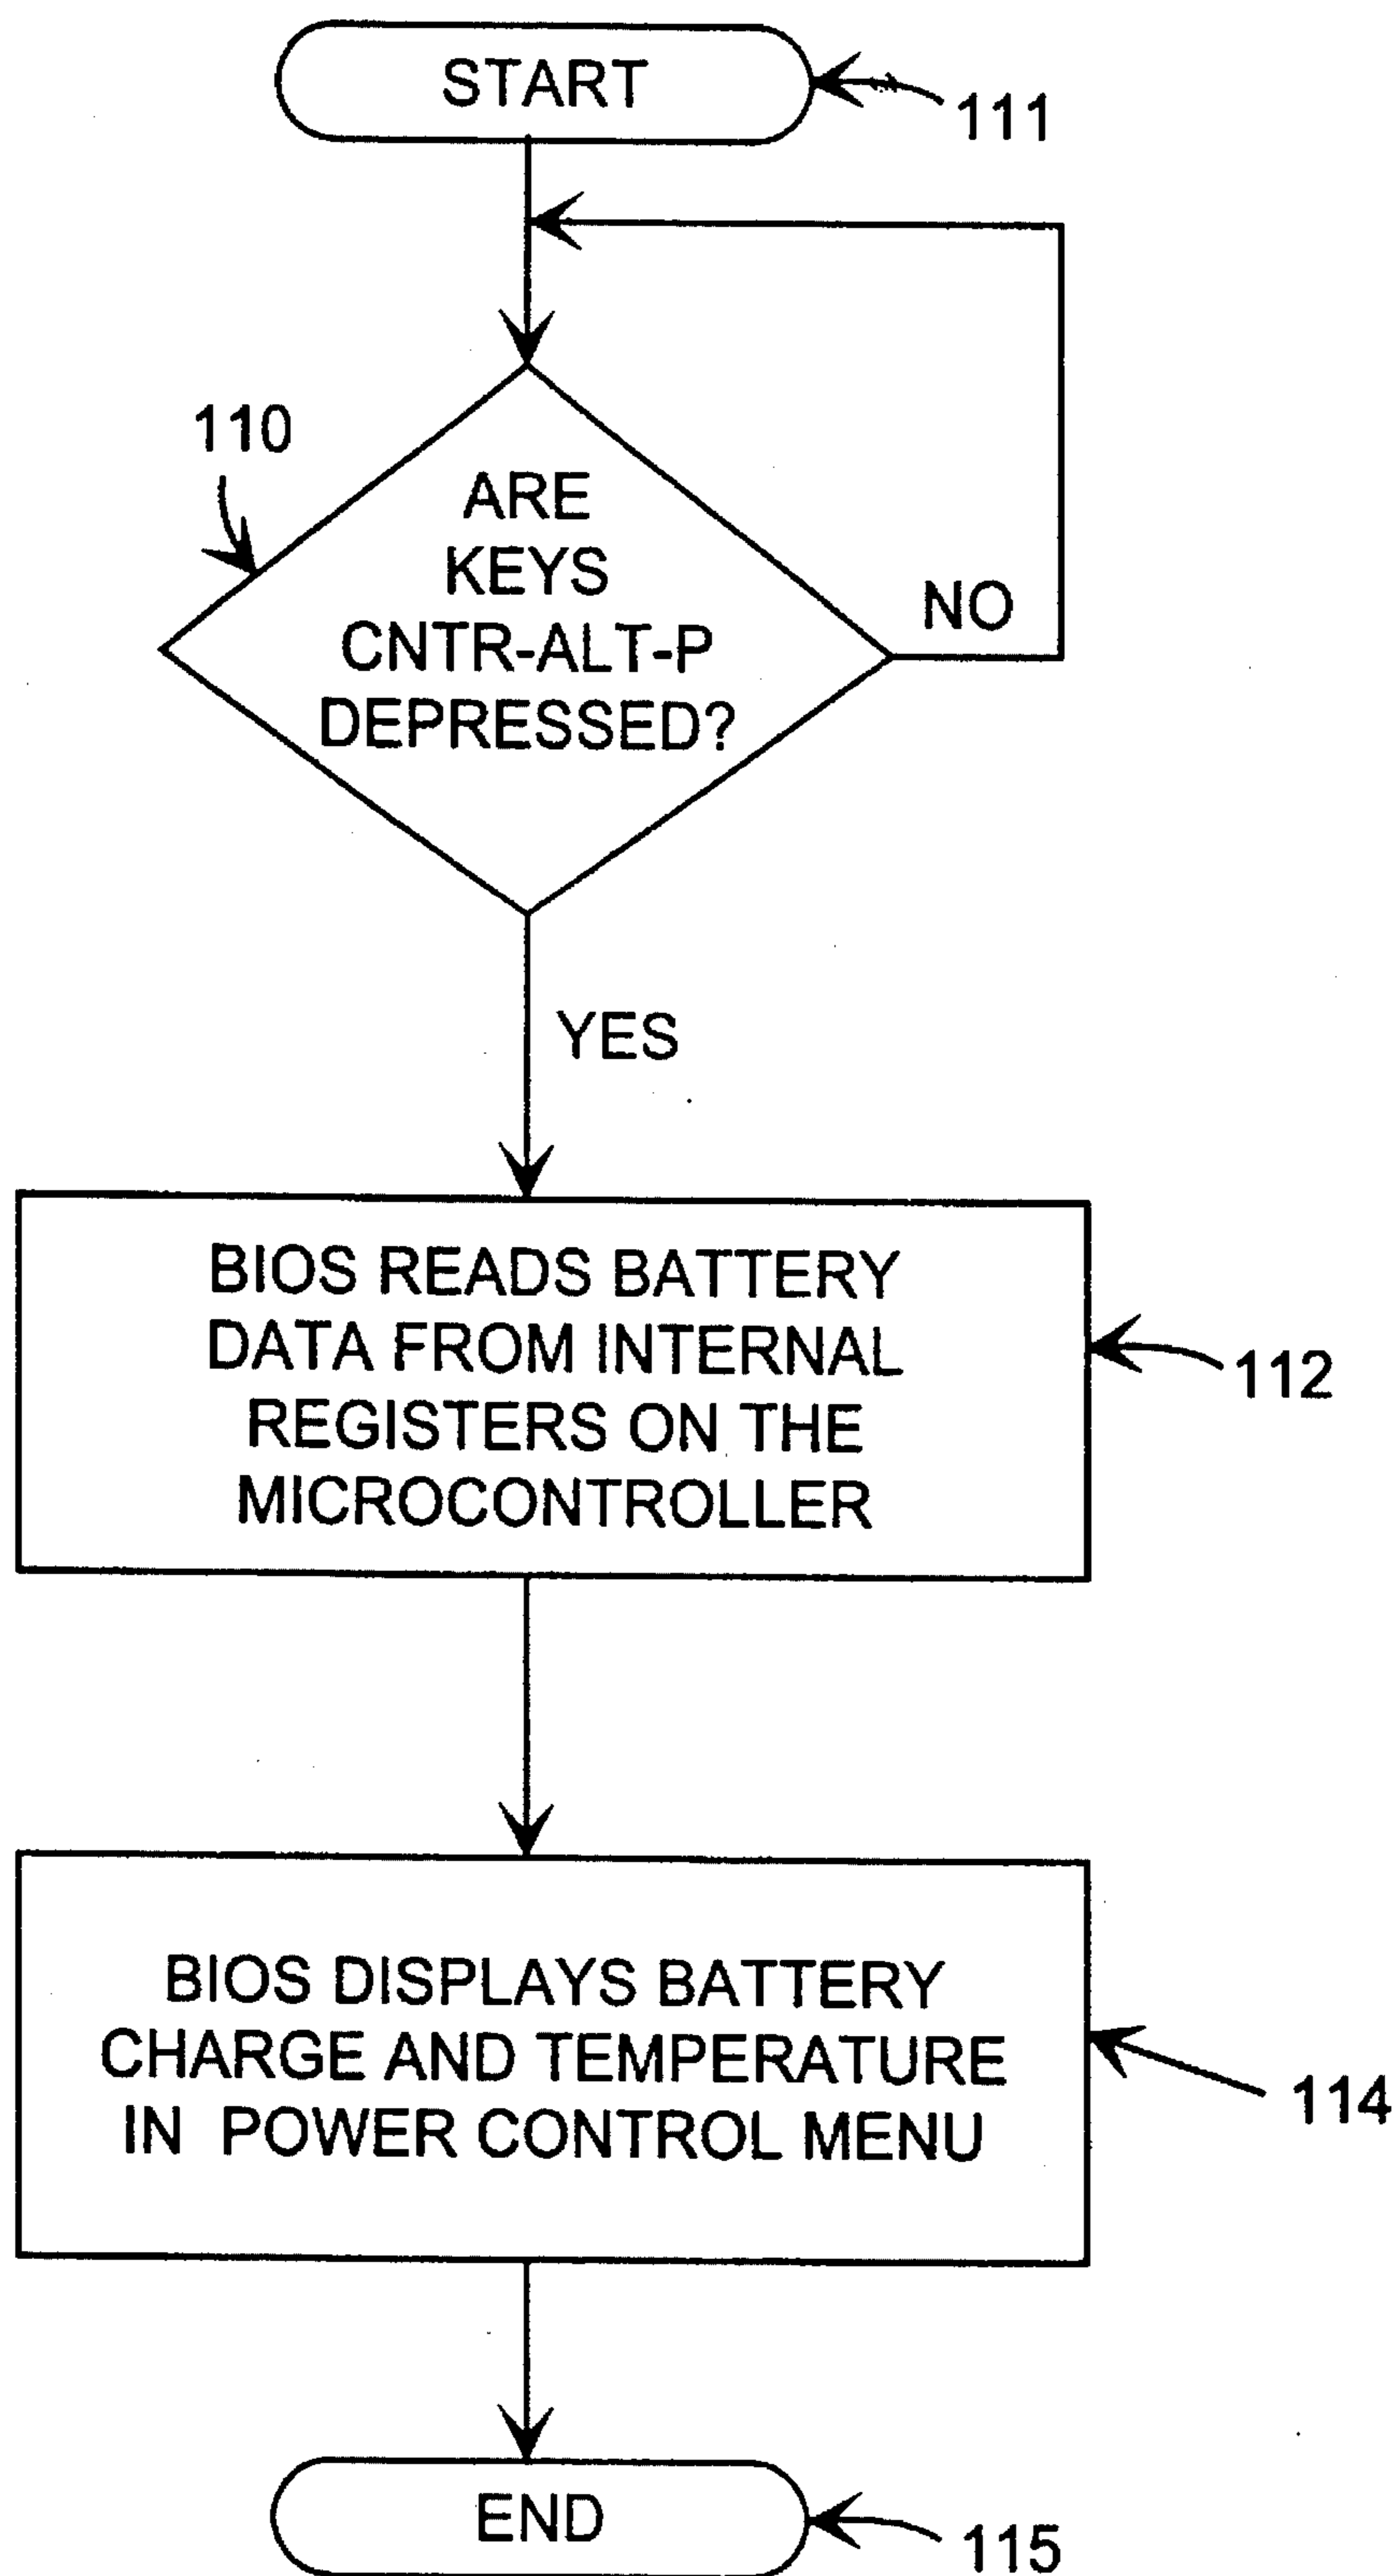 START
111
110
ARE
KEYS
CNTR-ALT-P
DEPRESSED?
NO
YES
BIOS READS BATTERY
DATA FROM INTERNAL
REGISTERS ON THE
MICROCONTROLLER
112
BIOS DISPLAYS BATTERY
CHARGE AND TEMPERATURE
IN POWER CONTROL MENU
114
END
115